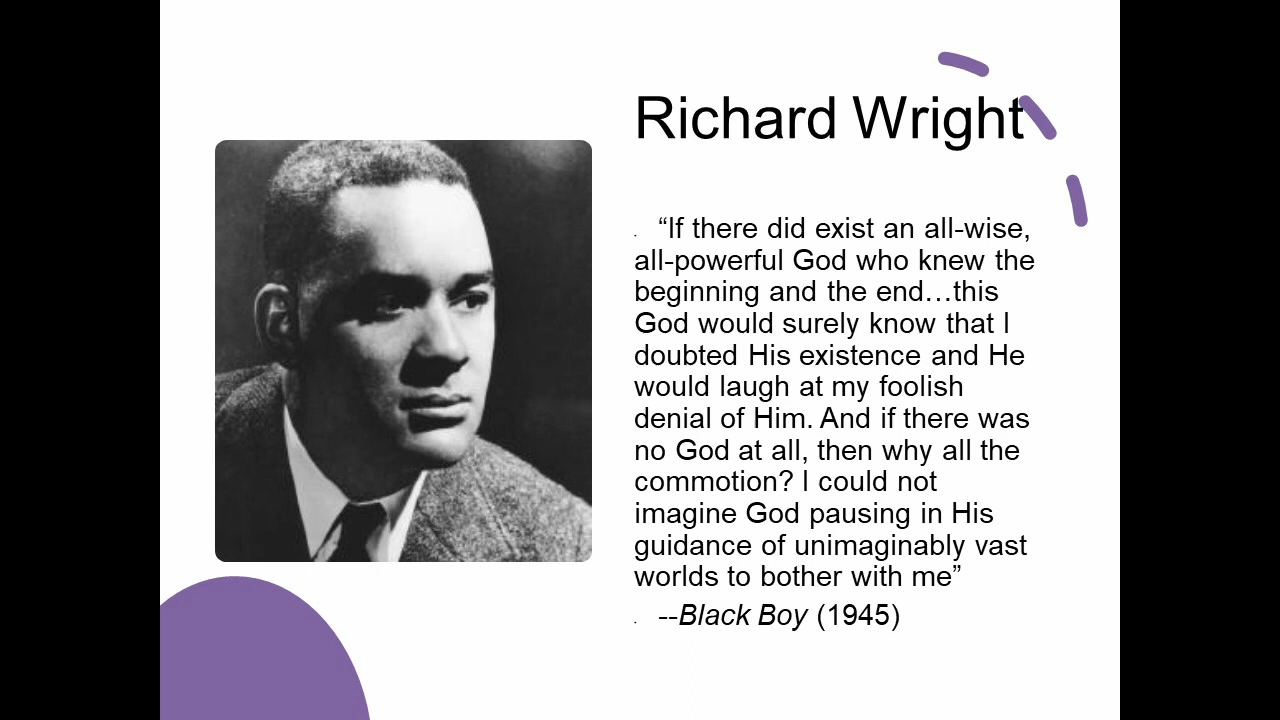 Richard Wright
“If there did exist an all-wise,
all-powerful God who knew the
beginning and the end…this
God would surely know that I
doubted His existence and He
would laugh at my foolish
denial of Him. And if there was
no God at all, then why all the
commotion? I could not
imagine God pausing in His
guidance of unimaginably vast
worlds to bother with me”
--Black Boy (1945)